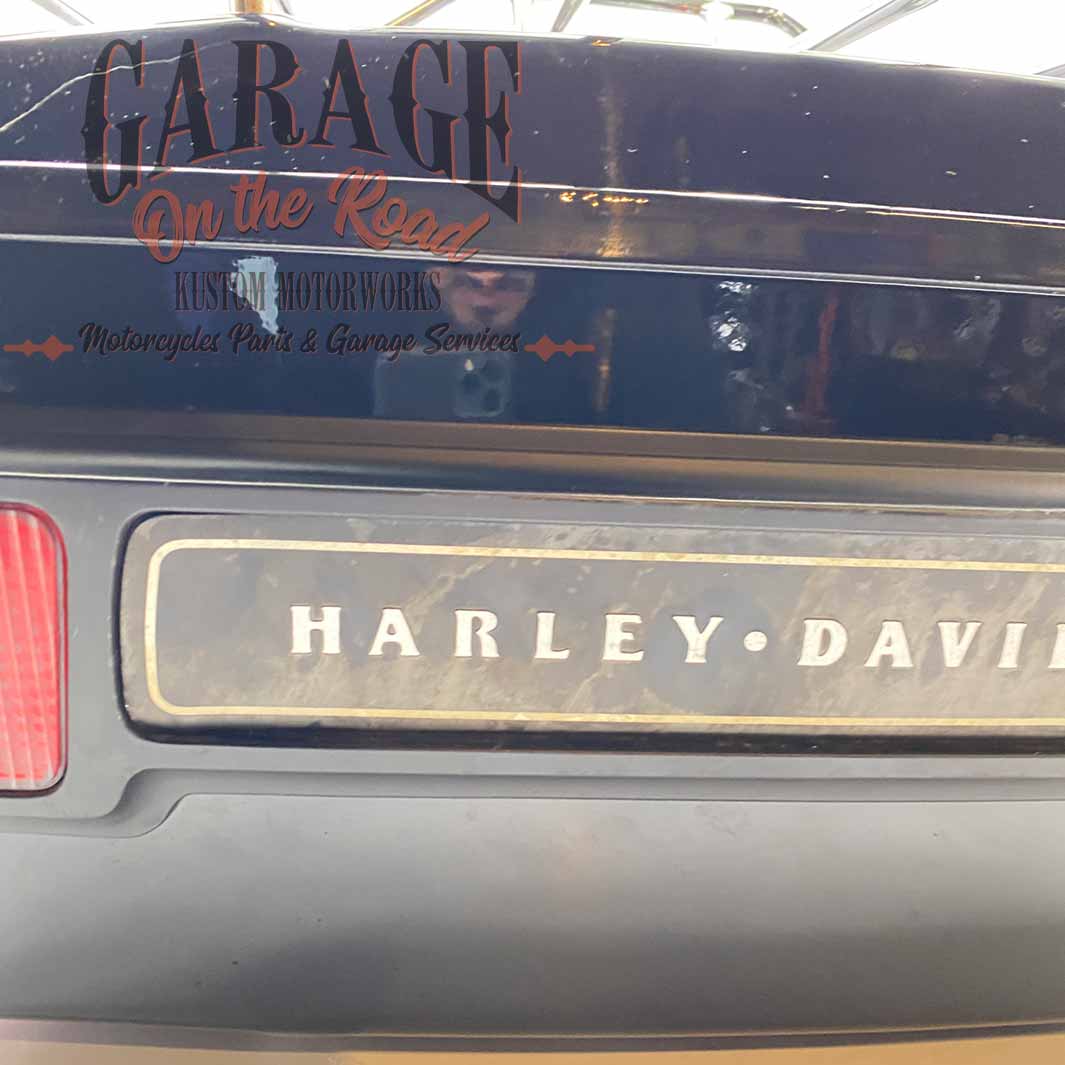 GARAGE
On the Road
KUSTOM MOTORWORKS
Motorcycles Parts & Garage Services
HARLEY•DAVI